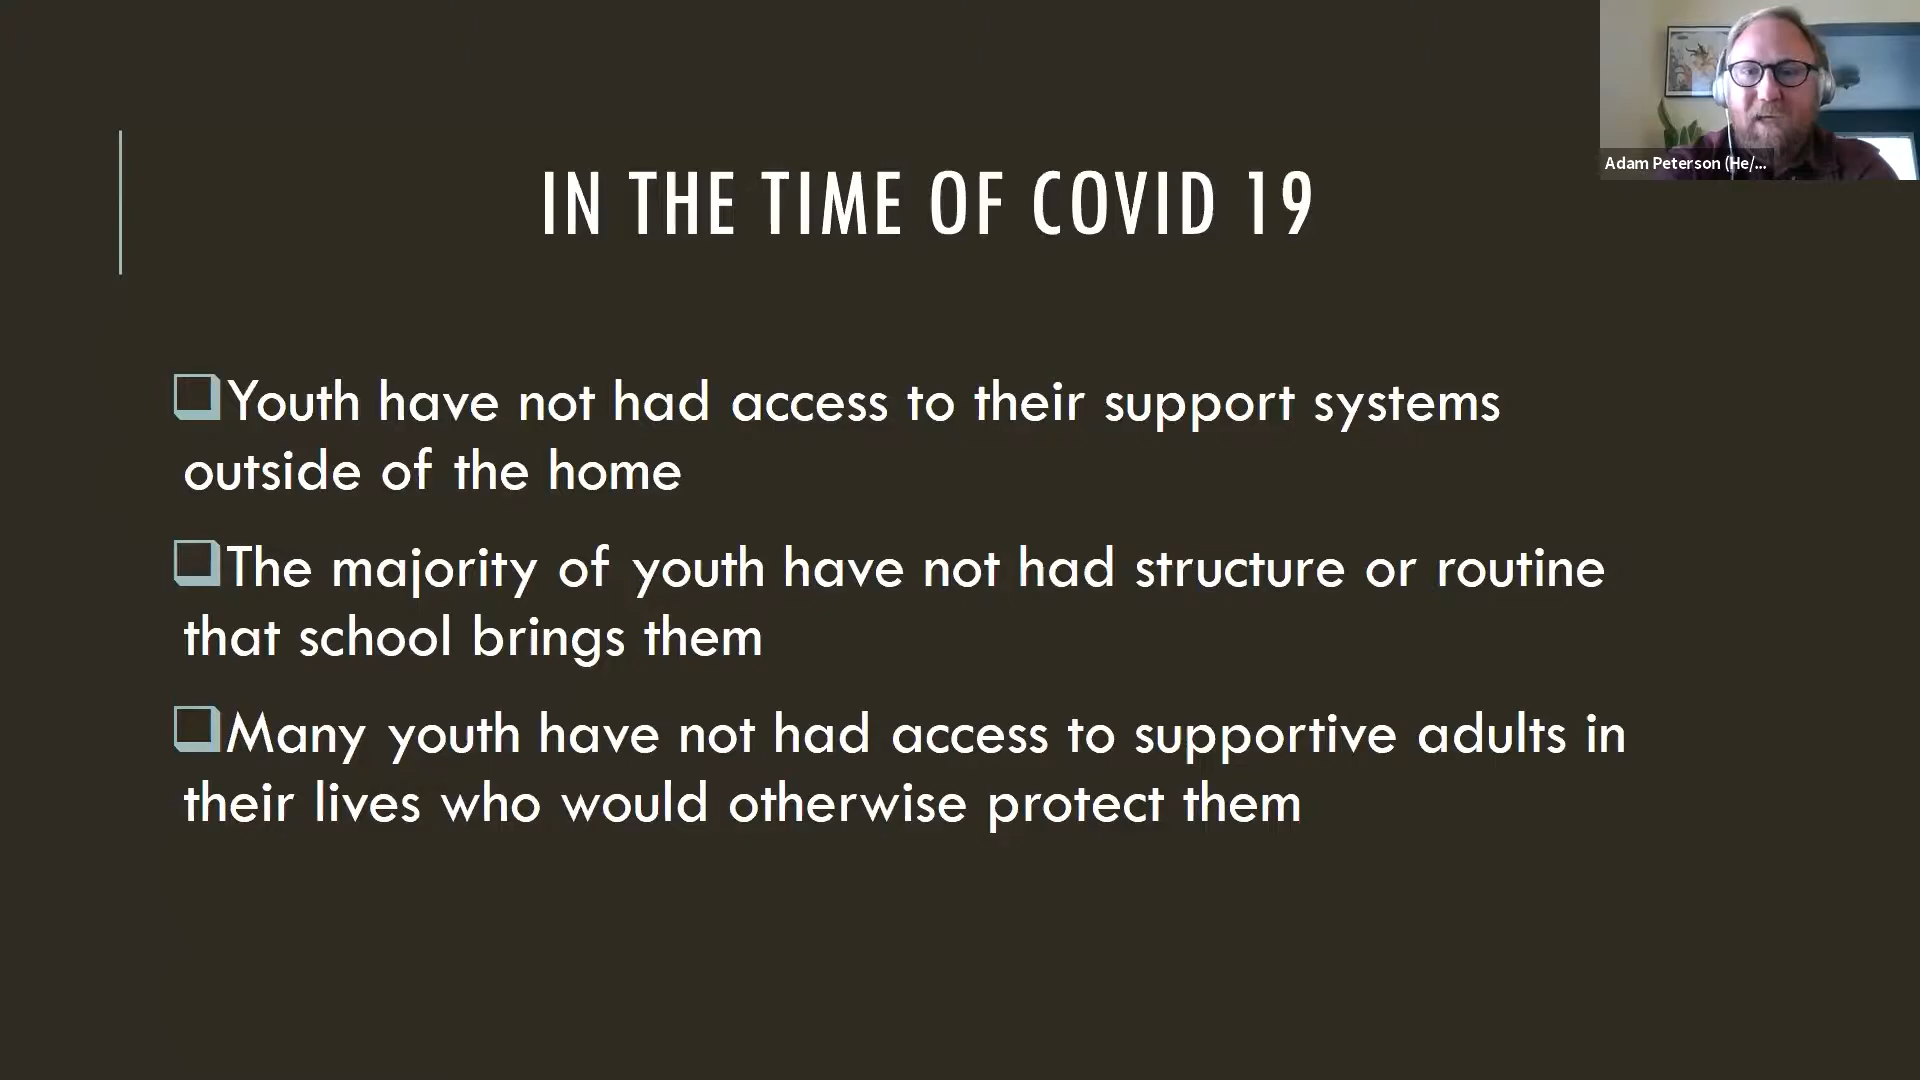 IN THE TIME OF COVID 19
Adam Peterson (He/...
Youth have not had access to their support systems
outside of the home
The majority of youth have not had structure or routine
that school brings them
Many youth have not had access to supportive adults in
their lives who would otherwise protect them